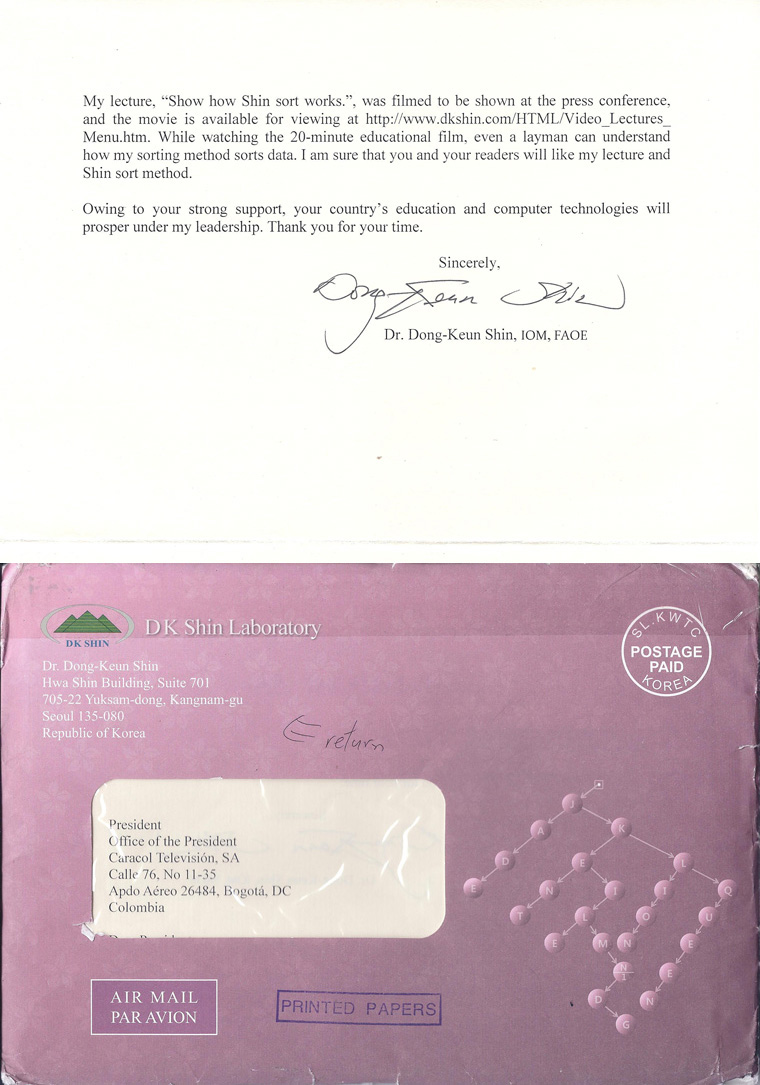 My lecture, “Show how Shin sort works.”, was filmed to be shown at the press conference,
and the movie is available for viewing at http://www.dkshin.com/HTML/Video_Lectures_
Menu.htm. While watching the 20-minute educational film, even a layman can understand
how my sorting method sorts data. I am sure that you and your readers will like my lecture and
Shin sort method.
Owing to your strong support, your country’s education and computer technologies will
prosper under my leadership. Thank you for your time.
Sincerely,
Dong-Keun Shin
Dr. Dong-Keun Shin, IOM, FAOE
DK SHIN
DK Shin Laboratory
SL.KWTC
POSTAGE
PAID
KOREA
Dr. Dong-Keun Shin
Hwa Shin Building, Suite 701
705-22 Yuksam-dong, Kangnam-gu
Seoul 135-080
Republic of Korea
return
President
Office of the President
Caracol Televisión, SA
Calle 76, No 11-35
Apdo Aéreo 26484, Bogotá, DC
Colombia
J
A K
D E L
E N I I Q
T L O U
E M N E
N E
D N
G
AIR MAIL
PAR AVION
PRINTED PAPERS